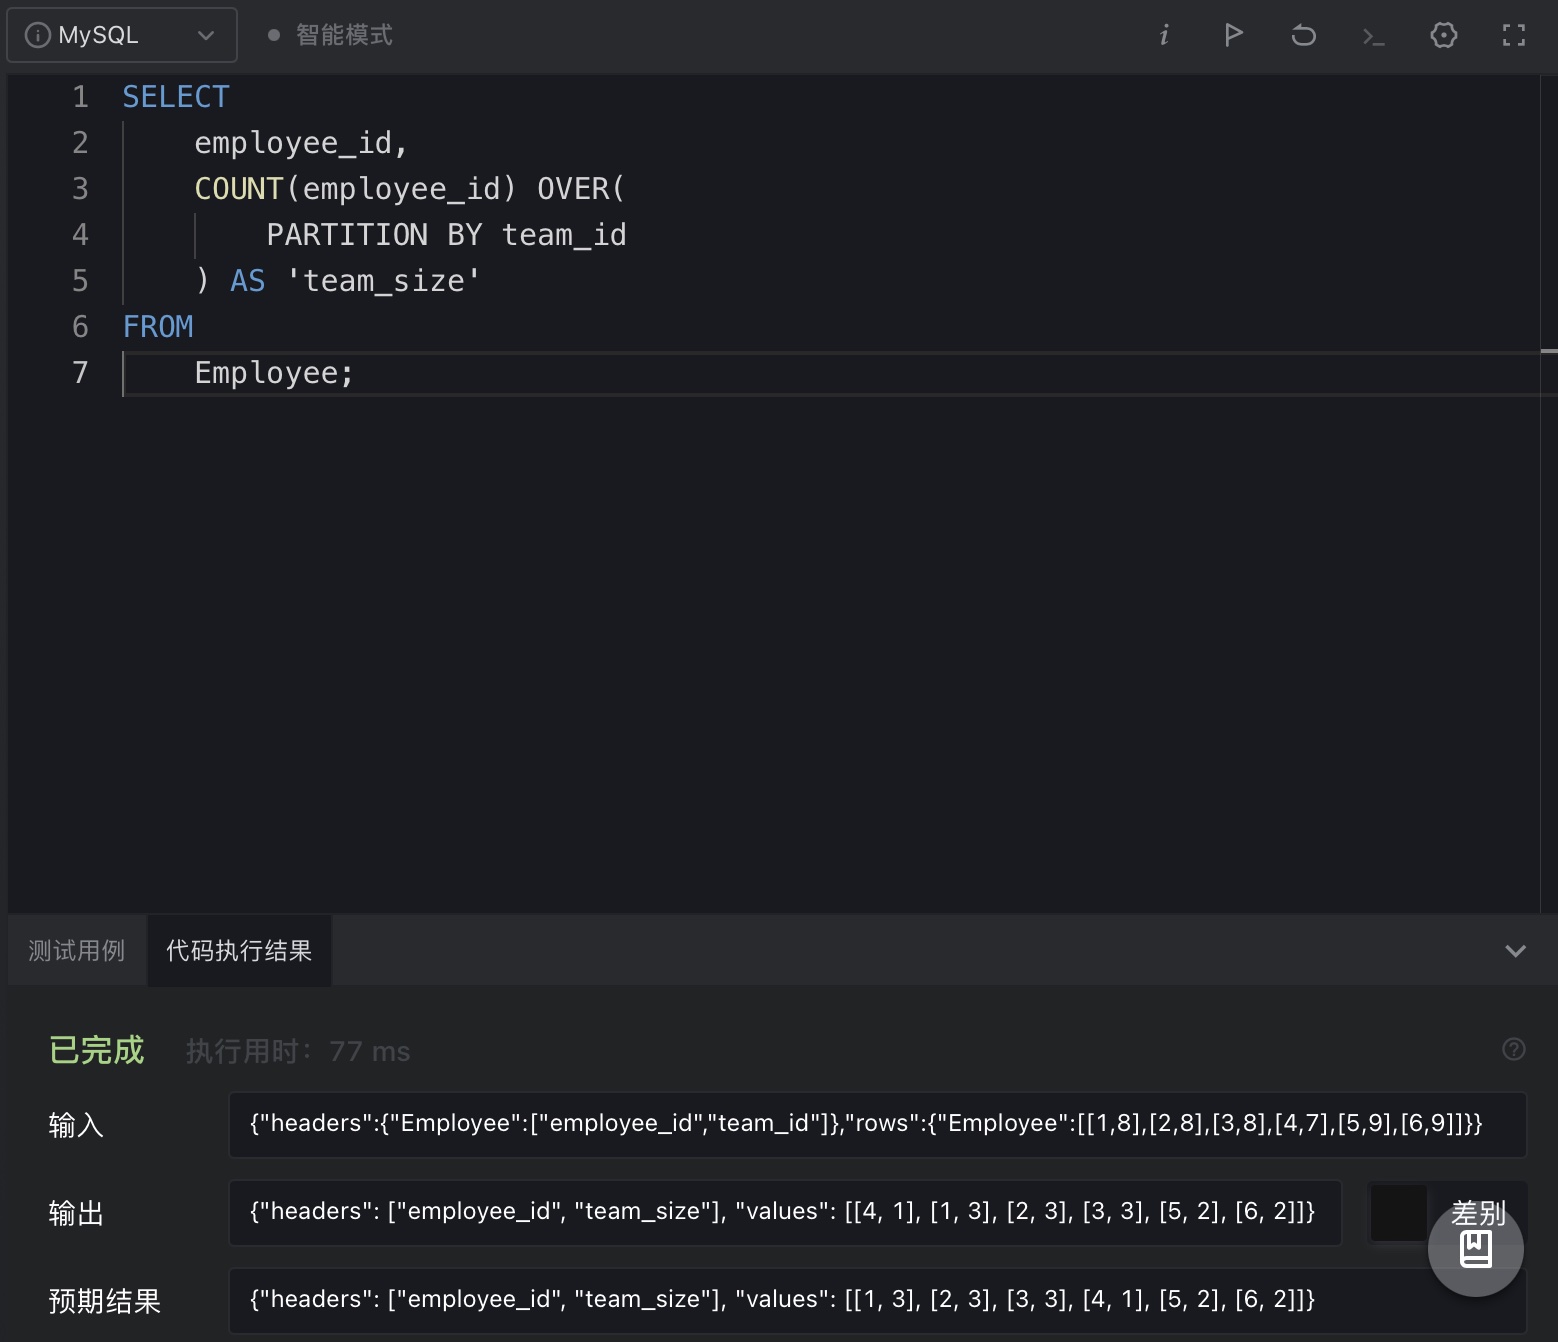 MySQL
智能模式
1 SELECT
2 employee_id,
3 COUNT(employee_id) OVER(
4 PARTITION BY team_id
5 ) AS 'team_size'
6 FROM
7 Employee;
测试用例
代码执行结果
已完成
执行用时：77 ms
输入
{"headers":{"Employee":["employee_id","team_id"]},"rows":{"Employee":[[1,8],[2,8],[3,8],[4,7],[5,9],[6,9]]}}
输出
{"headers": ["employee_id", "team_size"], "values": [[4, 1], [1, 3], [2, 3], [3, 3], [5, 2], [6, 2]]}
差别
预期结果
{"headers": ["employee_id", "team_size"], "values": [[1, 3], [2, 3], [3, 3], [4, 1], [5, 2], [6, 2]]}